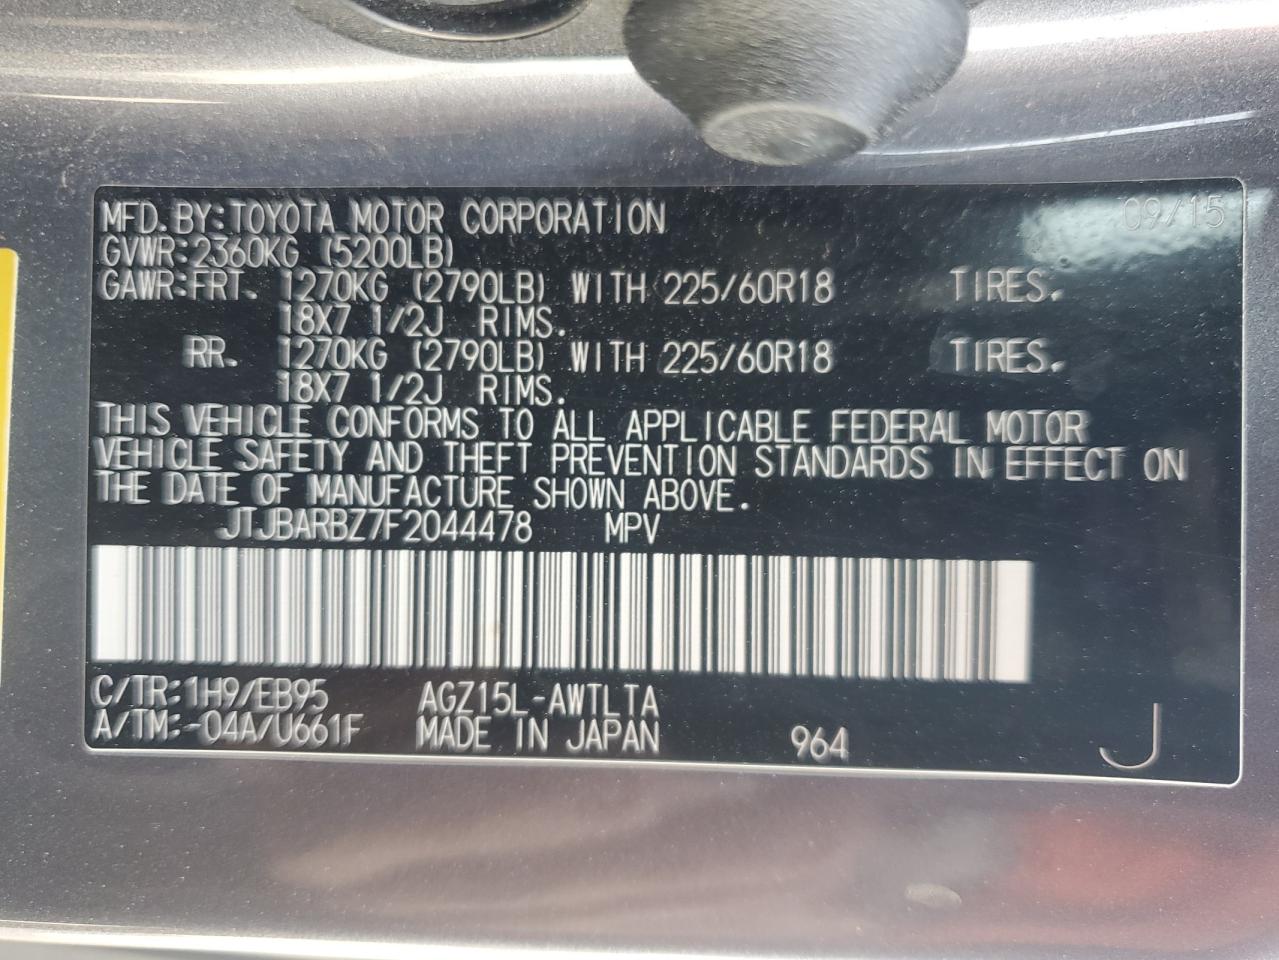 MFD.BY:TOYOTA MOTOR CORPORATION 09/15
GVWR:2360KG (5200LB)
GAWR:FRT. 1270KG (2790LB) WITH 225/60R18 TIRES.
18X7 1/2J RIMS.
RR. 1270KG (2790LB) WITH 225/60R18 TIRES.
18X7 1/2J RIMS.
THIS VEHICLE CONFORMS TO ALL APPLICABLE FEDERAL MOTOR
VEHICLE SAFETY AND THEFT PREVENTION STANDARDS IN EFFECT ON
THE DATE OF MANUFACTURE SHOWN ABOVE.
JTJBARBZ7F2044478 MPV
C/TR:1H9/EB95 AGZ15L-AWTLTA
A/TM:-04A/U661F MADE IN JAPAN 964 J